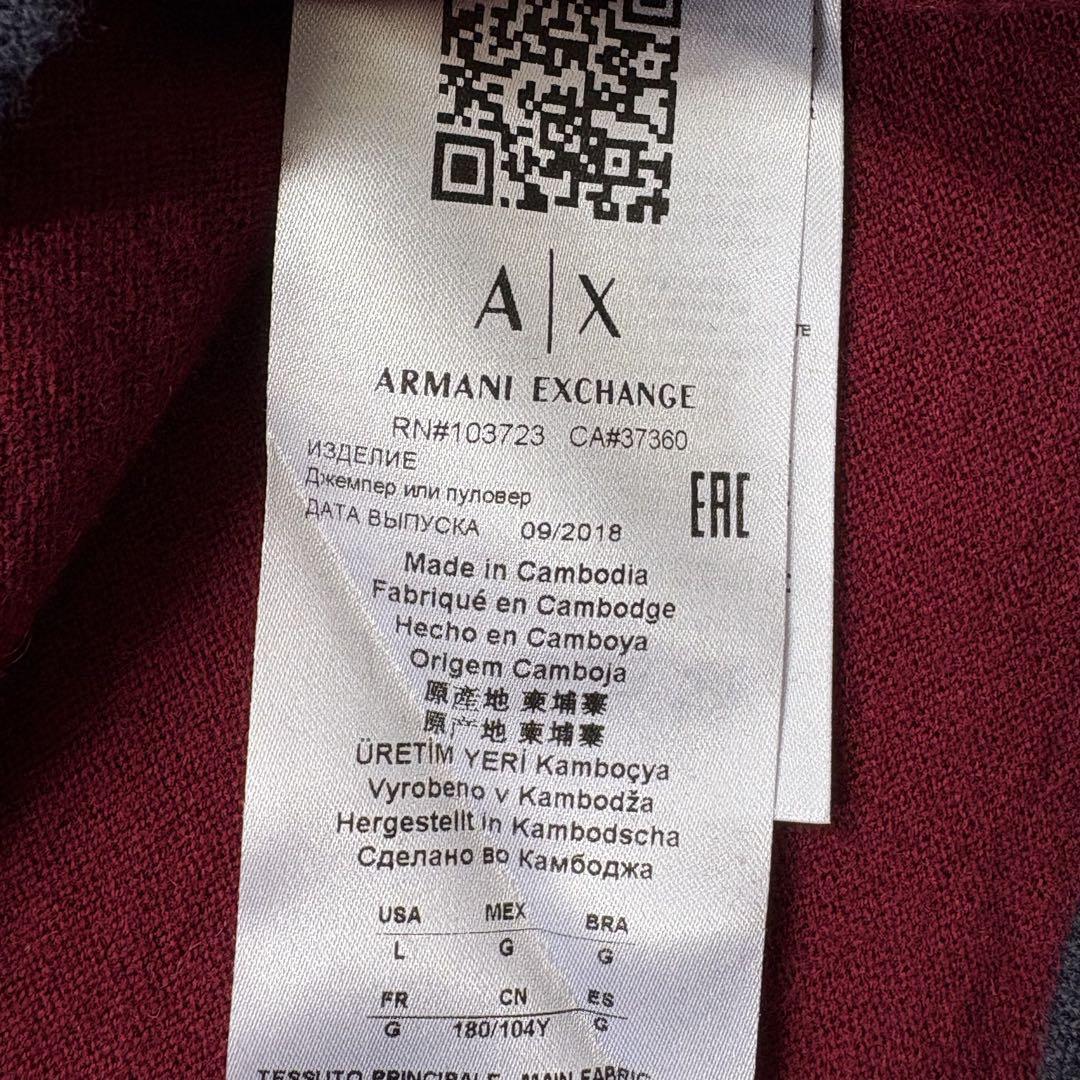 A|X
ARMANI EXCHANGE
RN#103723 CA#37360
ИЗДЕЛИЕ
Джемпер или пуловер
ДАТА ВЫПУСКА 09/2018
EAC
Made in Cambodia
Fabriqué en Cambodge
Hecho en Camboya
Origem Camboja
原產地 柬埔寨
原产地 柬埔寨
ÜRETİM YERİ Kamboçya
Vyrobeno v Kambodža
Hergestellt in Kambodscha
Сделано во Камбоджа
USA MEX BRA
L G G
FR CN ES
G 180/104Y G
TESSUTO PRINCIPALE MAIN FABRIC
TE